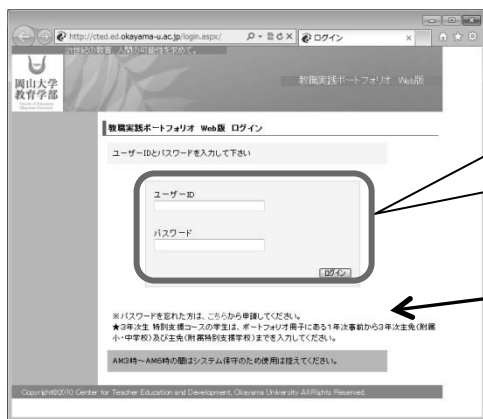 http://cted.ed.okayama-u.ac.jp/login.aspx/
ログイン
21世紀の教育、人間の可能性を求めて。
岡山大学
教育学部
教職実践ポートフォリオ Web版
教職実践ポートフォリオ Web版 ログイン
ユーザーIDとパスワードを入力して下さい
ユーザーID
パスワード
ログイン
※パスワードを忘れた方は、こちらから申請してください。
★3年次生 特別支援コースの学生は、ポートフォリオ冊子にある1年次事前から3年次主免(附属
小・中学校)及び主免(附属特別支援学校)までを入力してください。
AM3時～AM6時の間はシステム保守のため使用は控えてください。
Copyright©2010 Center for Teacher Education and Development, Okayama University All Rights Reserved.